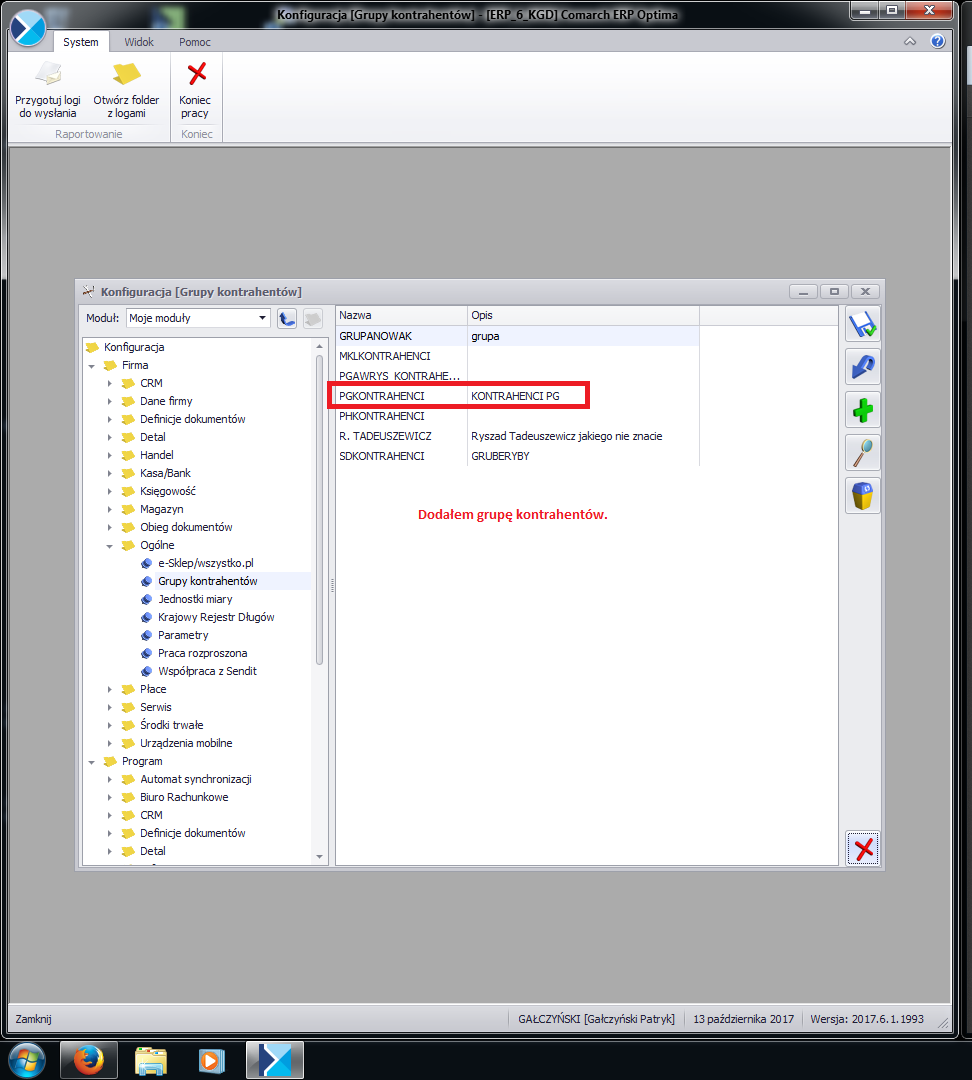 Konfiguracja [Grupy kontrahentów] - [ERP_6_KGD] Comarch ERP Optima
System Widok Pomoc
Przygotuj logi do wysłania
Otwórz folder z logami
Koniec pracy
Raportowanie
Koniec
Konfiguracja [Grupy kontrahentów]
Moduł: Moje moduły
Konfiguracja
Firma
CRM
Dane firmy
Definicje dokumentów
Detal
Handel
Kasa/Bank
Księgowość
Magazyn
Obieg dokumentów
Ogólne
e-Sklep/wszystko.pl
Grupy kontrahentów
Jednostki miary
Krajowy Rejestr Długów
Parametry
Praca rozproszona
Współpraca z Sendit
Płace
Serwis
Środki trwałe
Urządzenia mobilne
Program
Automat synchronizacji
Biuro Rachunkowe
CRM
Definicje dokumentów
Detal
Nazwa Opis
GRUPANOWAK grupa
MKLKONTRAHENCI
PGAWRYS_KONTRAHE...
PGKONTRAHENCI KONTRAHENCI PG
PHKONTRAHENCI
R. TADEUSZEWICZ Ryszad Tadeuszewicz jakiego nie znacie
SDKONTRAHENCI GRUBERYBY
Dodałem grupę kontrahentów.
Zamknij
GAŁCZYŃSKI [Gałczyński Patryk] 13 października 2017 Wersja: 2017.6.1.1993